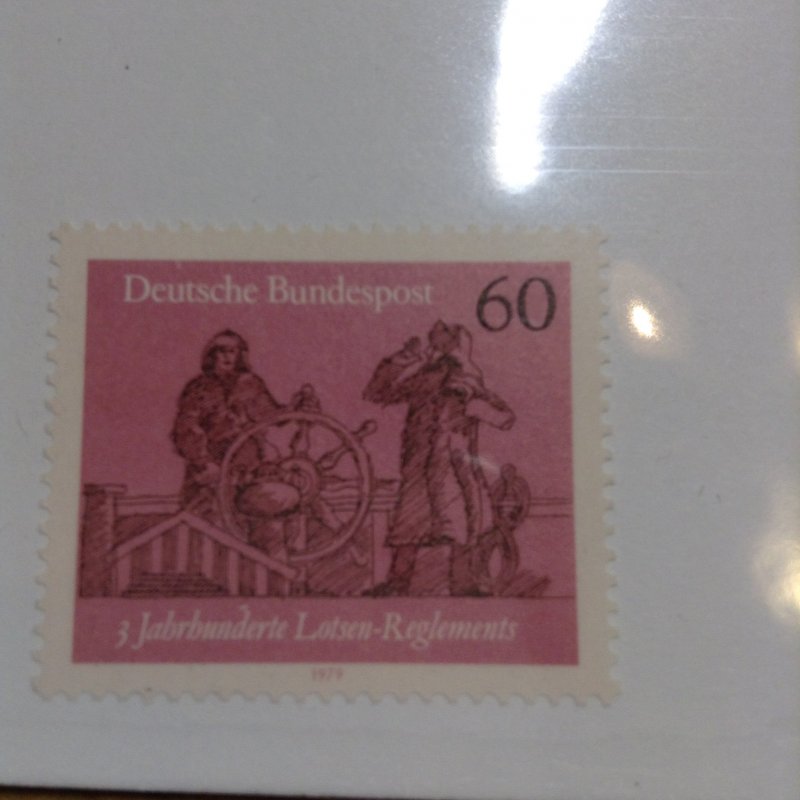 Deutsche Bundespost 60
3 Jahrhunderte Lotsen-Reglements
1979